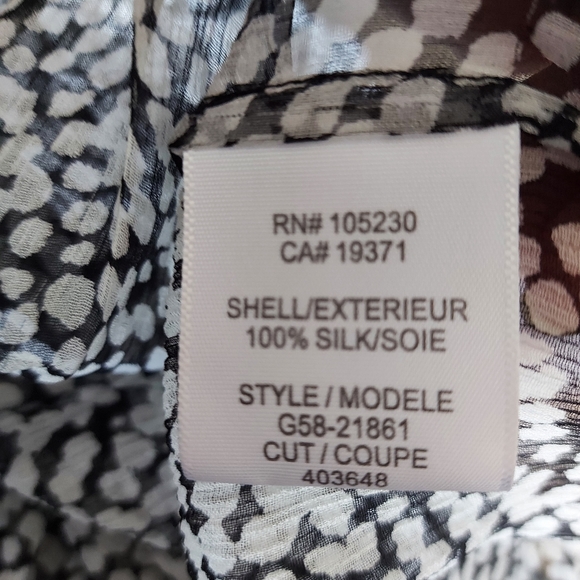 RN# 105230
CA# 19371
SHELL/EXTERIEUR
100% SILK/SOIE
STYLE / MODELE
G58-21861
CUT / COUPE
403648